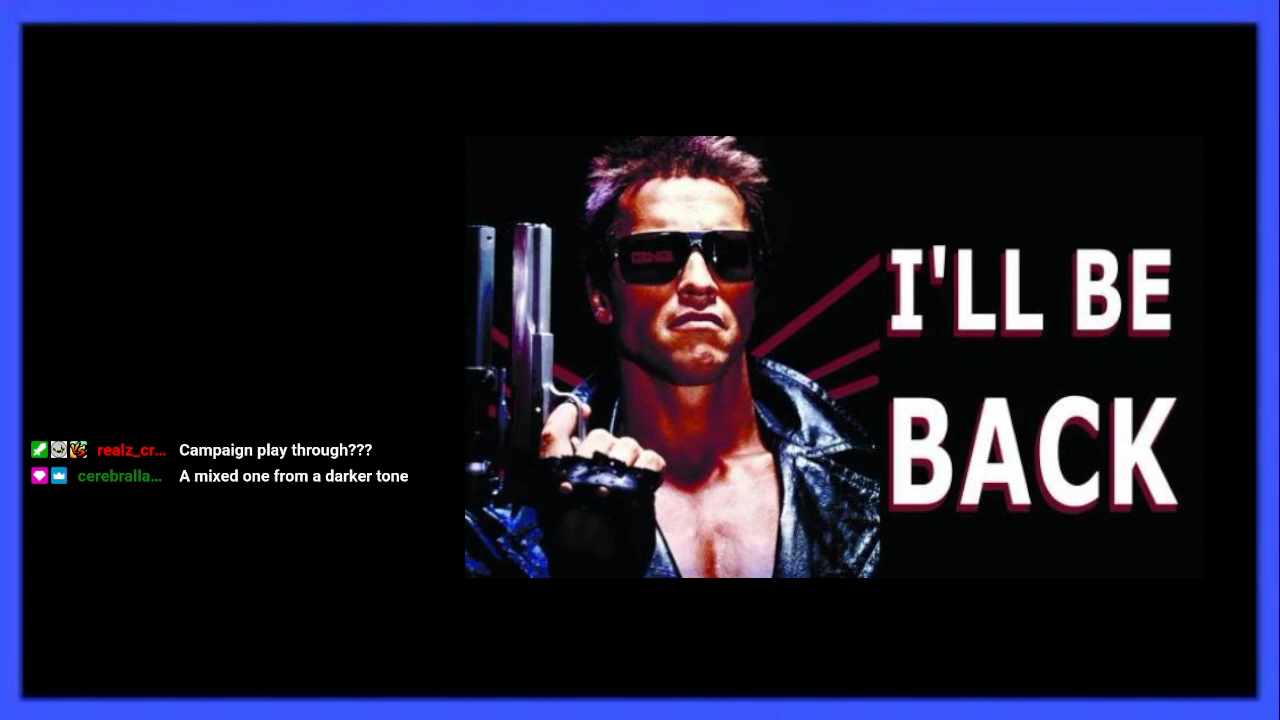 realz_cr... Campaign play through???
cerebralla... A mixed one from a darker tone
I'LL BE
BACK